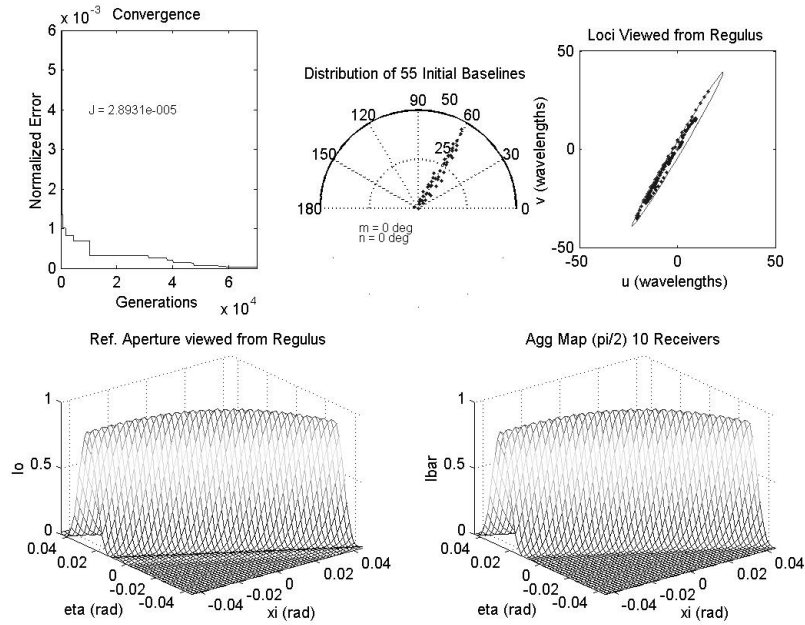 x 10^-3
Convergence
6
5
4
3
2
1
0
Normalized Error
J = 2.8931e-005
0
2
4
6
Generations
x 10^4
Distribution of 55 Initial Baselines
90
50
120
60
150
25
30
180
0
m = 0 deg
n = 0 deg
Loci Viewed from Regulus
50
0
-50
v (wavelengths)
-50
0
50
u (wavelengths)
Ref. Aperture viewed from Regulus
1
0.5
0
Io
0.04
0.02
0
-0.02
-0.04
eta (rad)
-0.04
-0.02
0
0.02
0.04
xi (rad)
Agg Map (pi/2) 10 Receivers
1
0.5
0
Ibar
0.04
0.02
0
-0.02
-0.04
eta (rad)
-0.04
-0.02
0
0.02
0.04
xi (rad)